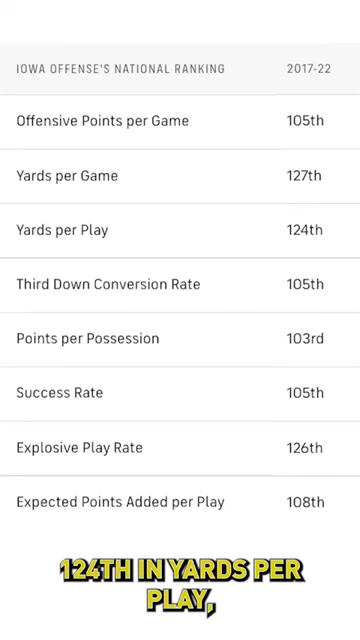 IOWA OFFENSE'S NATIONAL RANKING 2017-22
Offensive Points per Game 105th
Yards per Game 127th
Yards per Play 124th
Third Down Conversion Rate 105th
Points per Possession 103rd
Success Rate 105th
Explosive Play Rate 126th
Expected Points Added per Play 108th
124TH IN YARDS PER
PLAY,